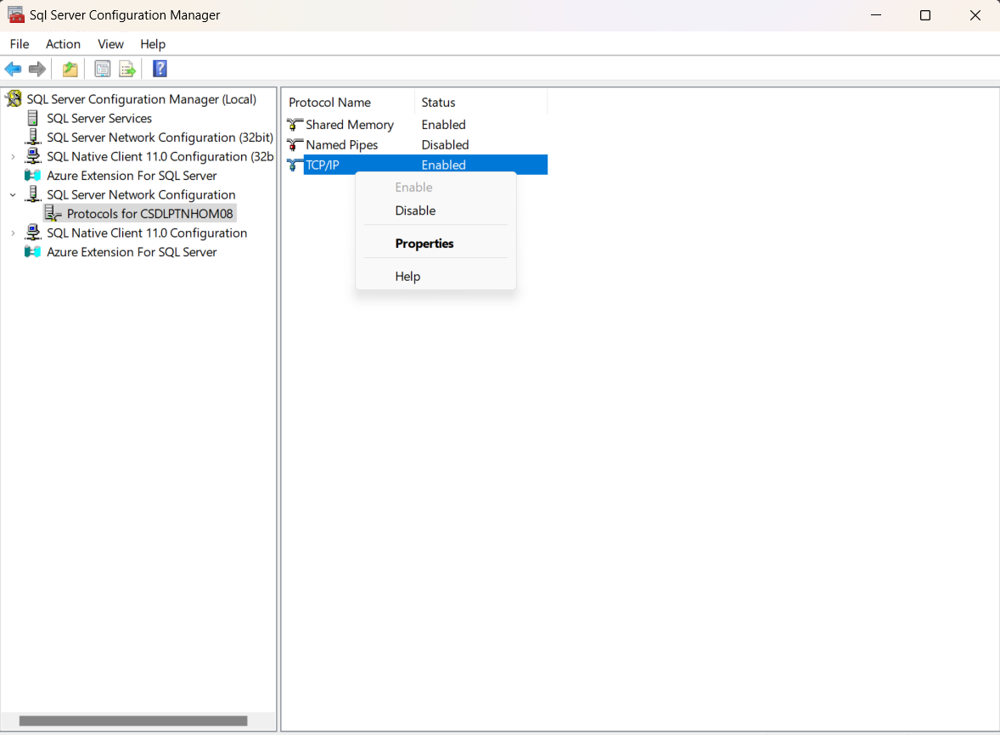 Sql Server Configuration Manager
File Action View Help
SQL Server Configuration Manager (Local)
SQL Server Services
SQL Server Network Configuration (32bit)
SQL Native Client 11.0 Configuration (32b
Azure Extension For SQL Server
SQL Server Network Configuration
Protocols for CSDLPTNHOM08
SQL Native Client 11.0 Configuration
Azure Extension For SQL Server
Protocol Name Status
Shared Memory Enabled
Named Pipes Disabled
TCP/IP Enabled
Enable
Disable
Properties
Help